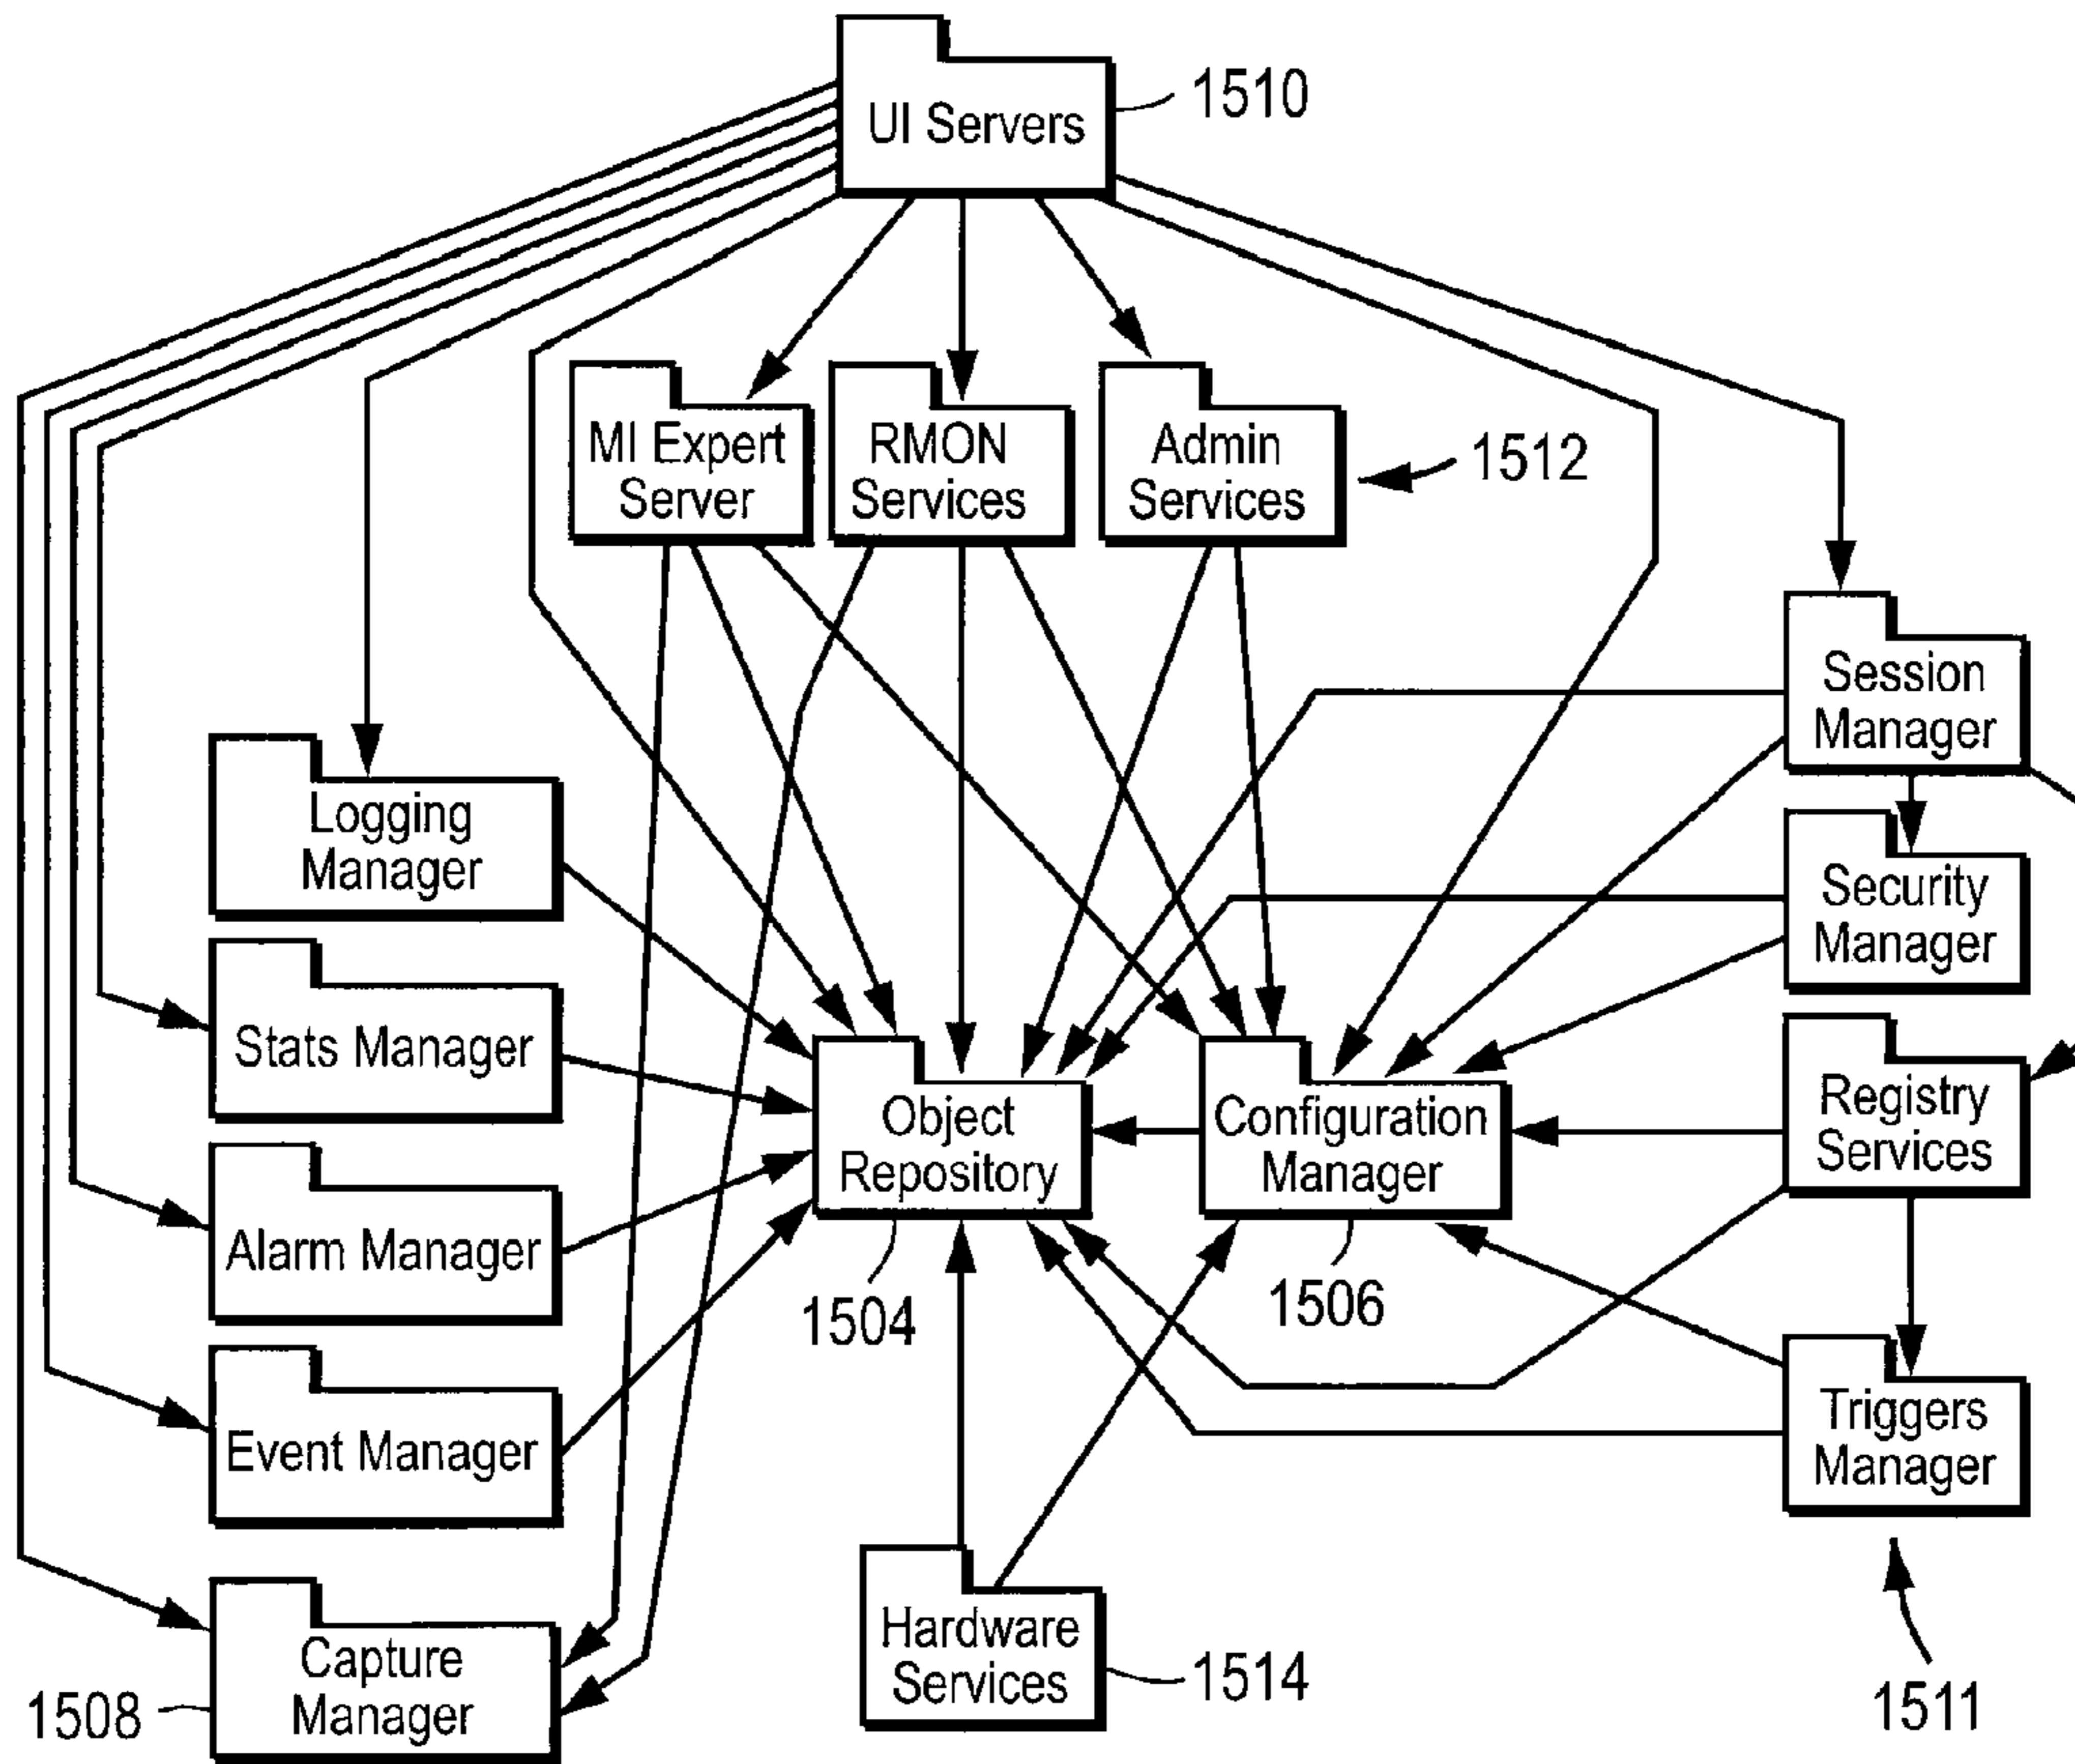 UI Servers
1510
MI Expert
Server
RMON
Services
Admin
Services
1512
Session
Manager
Logging
Manager
Security
Manager
Stats Manager
Object
Repository
1504
Configuration
Manager
1506
Registry
Services
Alarm Manager
Event Manager
Triggers
Manager
1511
Capture
Manager
1508
Hardware
Services
1514